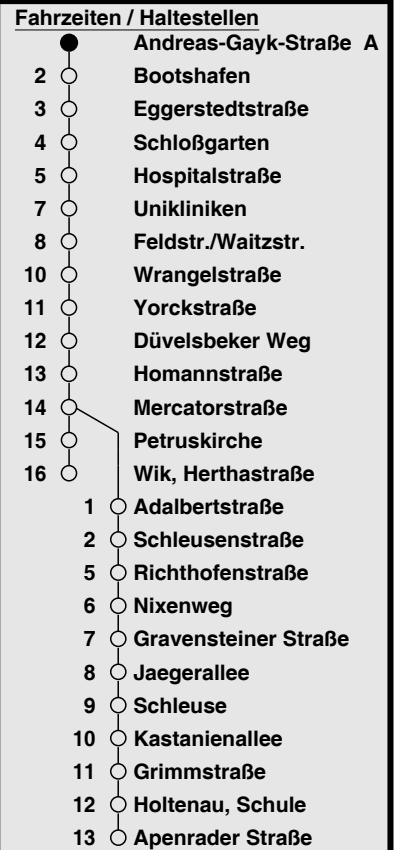 Fahrzeiten / Haltestellen
Andreas-Gayk-Straße A
2 Bootshafen
3 Eggerstedtstraße
4 Schloßgarten
5 Hospitalstraße
7 Unikliniken
8 Feldstr./Waitzstr.
10 Wrangelstraße
11 Yorckstraße
12 Düvelsbeker Weg
13 Homannstraße
14 Mercatorstraße
15 Petruskirche
16 Wik, Herthastraße
1 Adalbertstraße
2 Schleusenstraße
5 Richthofenstraße
6 Nixenweg
7 Gravensteiner Straße
8 Jaegerallee
9 Schleuse
10 Kastanienallee
11 Grimmstraße
12 Holtenau, Schule
13 Apenrader Straße